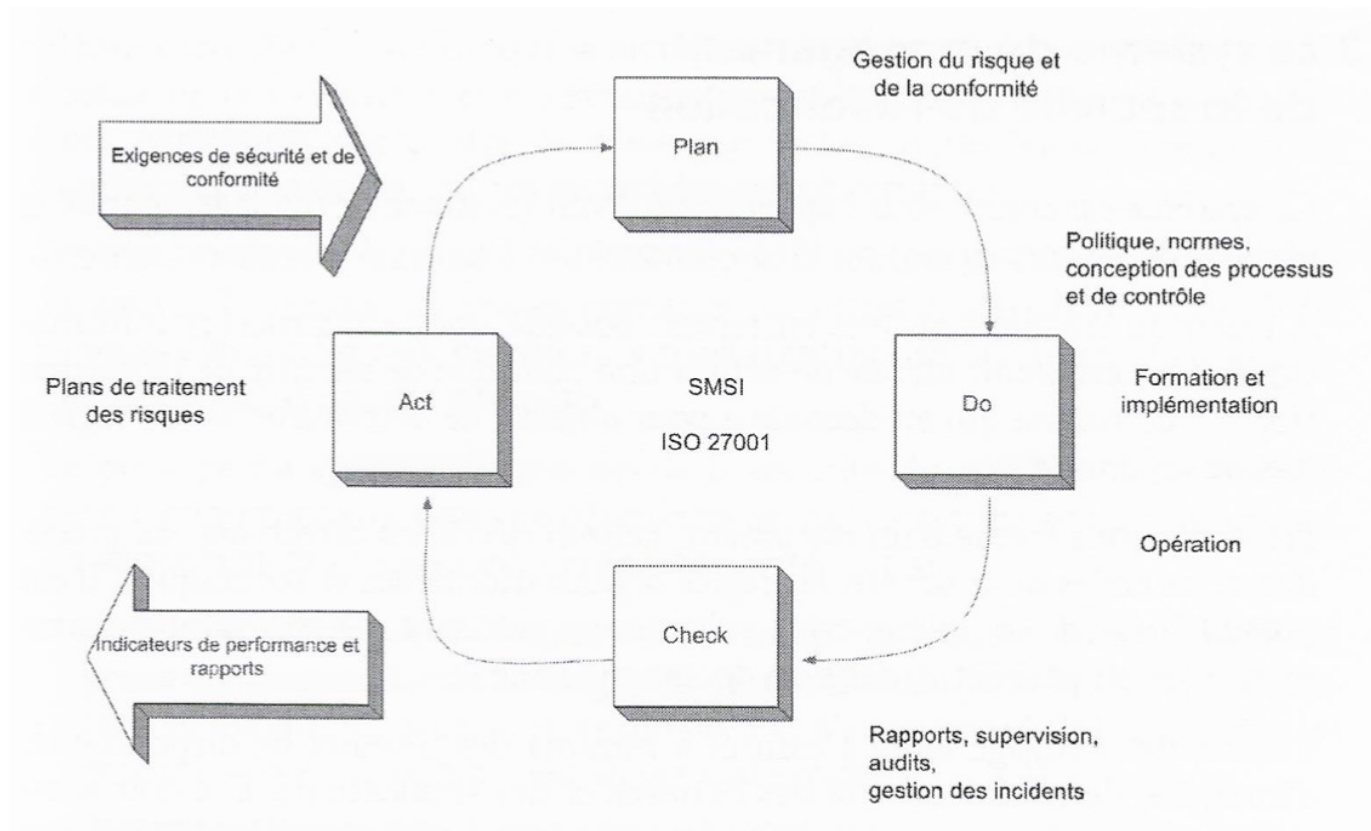 Gestion du risque et
de la conformité
Plan
Exigences de sécurité et de
conformité
Politique, normes,
conception des processus
et de contrôle
Plans de traitement
des risques
Act
SMSI
ISO 27001
Do
Formation et
implémentation
Opération
Check
Indicateurs de performance et
rapports
Rapports, supervision,
audits,
gestion des incidents